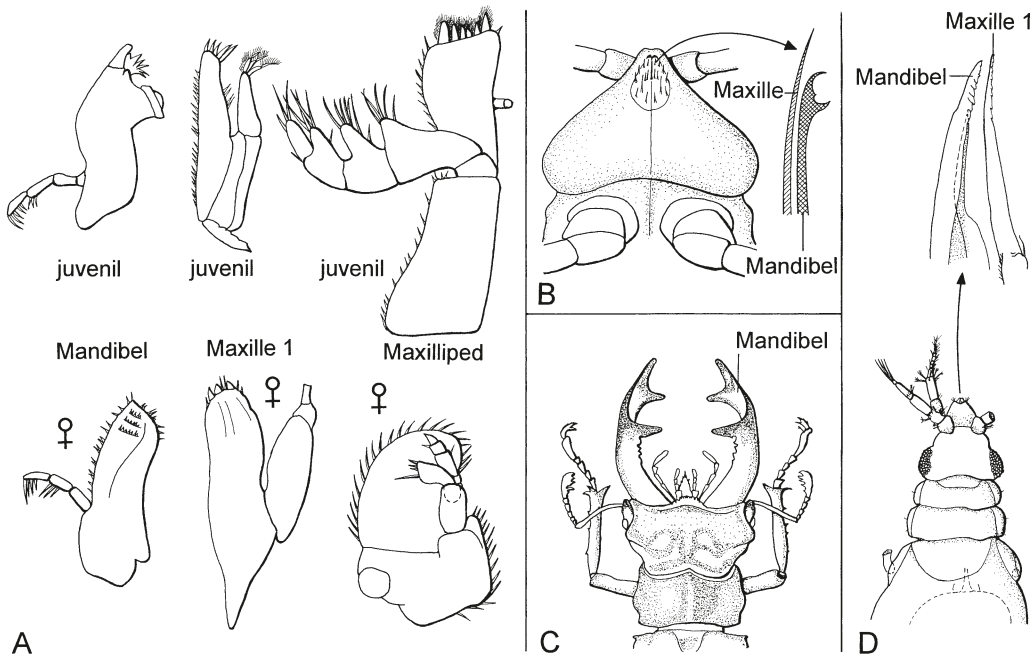 juvenil
juvenil
juvenil
Mandibel
Maxille 1
Maxilliped
♀
♀
♀
A
Maxille
Mandibel
B
Mandibel
C
Maxille 1
Mandibel
D